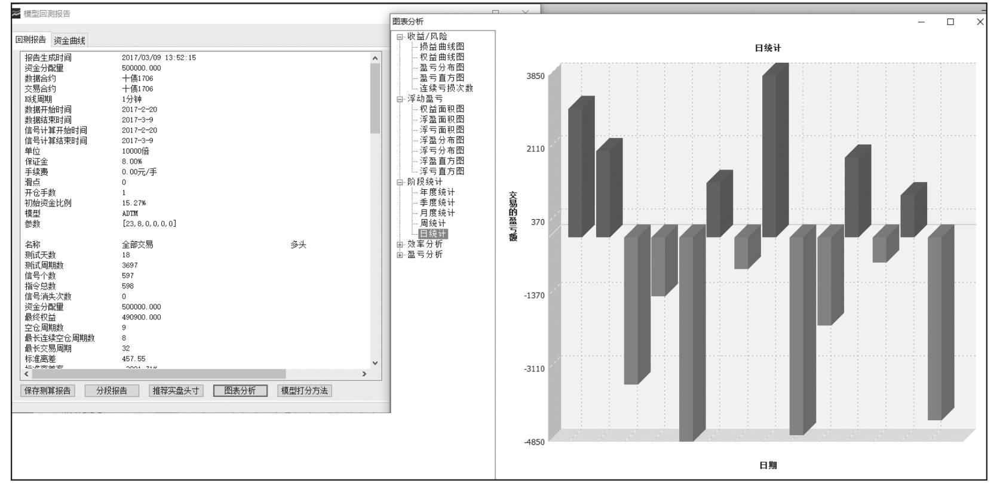 模型回测报告
回测报告 资金曲线
报告生成时间 2017/03/09 13:52:15
资金分配量 500000.000
数据合约 十债1706
交易合约 十债1706
K线周期 1分钟
数据开始时间 2017-2-20
数据结束时间 2017-3-9
信号计算开始时间 2017-2-20
信号计算结束时间 2017-3-9
单位 10000倍
保证金 8.00%
手续费 0.00元/手
滑点 0
开仓手数 1
初始资金比例 15.27%
模型 ADTM
参数 [23,8,0,0,0,0]
名称 全部交易 多头
测试天数 18
测试周期数 3697
信号个数 597
指令总数 598
信号消失次数 0
资金分配量 500000.000
最终权益 490900.000
空仓周期数 9
最长连续空仓周期数 8
最长交易周期 32
标准离差 457.55
保存测算报告 分段报告 推荐实盘头寸 图表分析 模型打分方法
图表分析
收益/风险
损益曲线图
权益曲线图
盈亏分布图
盈亏直方图
连续亏损次数
浮动盈亏
权益面积图
浮盈面积图
浮亏面积图
浮盈分布图
浮亏分布图
浮盈直方图
浮亏直方图
阶段统计
年度统计
季度统计
月度统计
周统计
日统计
效率分析
盈亏分析
日统计
交易的盈亏额
3850
2110
370
-1370
-3110
-4850
日期